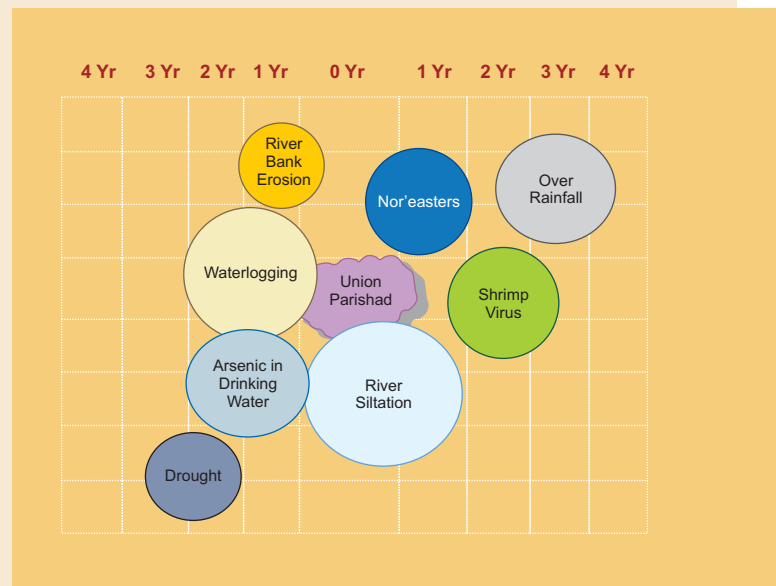 4 Yr 3 Yr 2 Yr 1 Yr 0 Yr 1 Yr 2 Yr 3 Yr 4 Yr
River
Bank
Erosion
Nor'easters
Over
Rainfall
Waterlogging
Union
Parishad
Shrimp
Virus
Arsenic in
Drinking
Water
River
Siltation
Drought